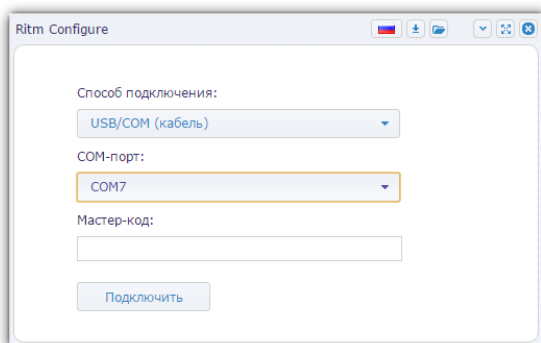 Ritm Configure
Способ подключения:
USB/COM (кабель)
COM-порт:
COM7
Мастер-код:
Подключить